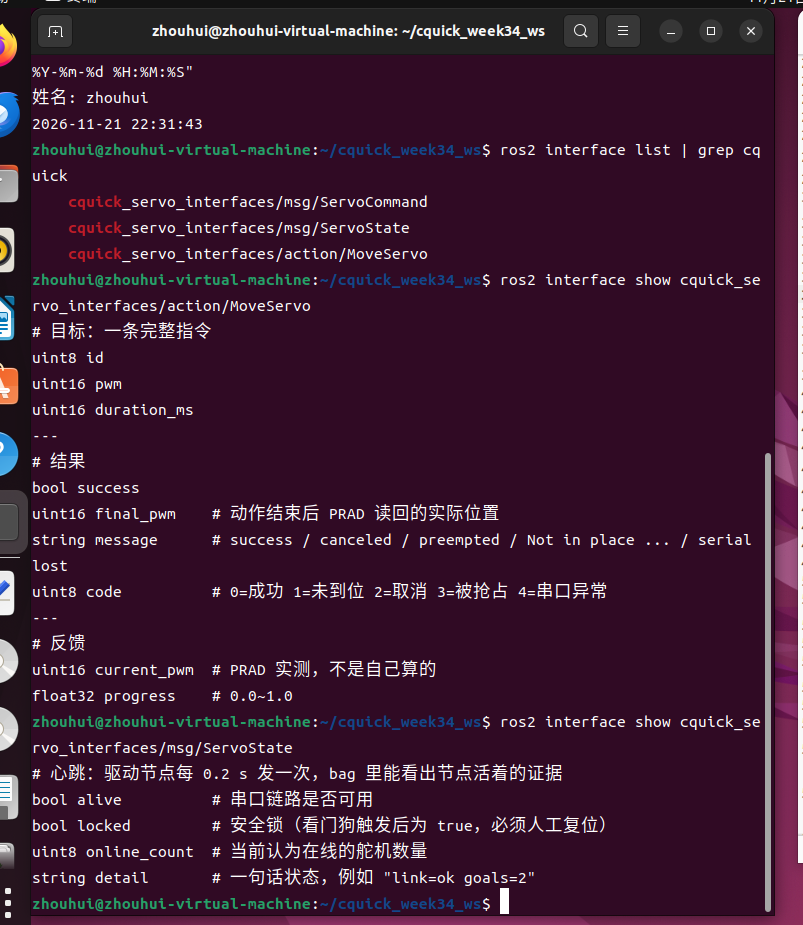 zhouhui@zhouhui-virtual-machine: ~/cquick_week34_ws
%Y-%m-%d %H:%M:%S"
姓名: zhouhui
2026-11-21 22:31:43
zhouhui@zhouhui-virtual-machine:~/cquick_week34_ws$ ros2 interface list | grep cq
uick
    cquick_servo_interfaces/msg/ServoCommand
    cquick_servo_interfaces/msg/ServoState
    cquick_servo_interfaces/action/MoveServo
zhouhui@zhouhui-virtual-machine:~/cquick_week34_ws$ ros2 interface show cquick_se
rvo_interfaces/action/MoveServo
# 目标：一条完整指令
uint8 id
uint16 pwm
uint16 duration_ms
---
# 结果
bool success
uint16 final_pwm    # 动作结束后 PRAD 读回的实际位置
string message      # success / canceled / preempted / Not in place ... / serial
lost
uint8 code          # 0=成功 1=未到位 2=取消 3=被抢占 4=串口异常
---
# 反馈
uint16 current_pwm  # PRAD 实测，不是自己算的
float32 progress    # 0.0~1.0
zhouhui@zhouhui-virtual-machine:~/cquick_week34_ws$ ros2 interface show cquick_se
rvo_interfaces/msg/ServoState
# 心跳：驱动节点每 0.2 s 发一次，bag 里能看出节点活着的证据
bool alive          # 串口链路是否可用
bool locked         # 安全锁（看门狗触发后为 true，必须人工复位）
uint8 online_count  # 当前认为在线的舵机数量
string detail       # 一句话状态，例如 "link=ok goals=2"
zhouhui@zhouhui-virtual-machine:~/cquick_week34_ws$